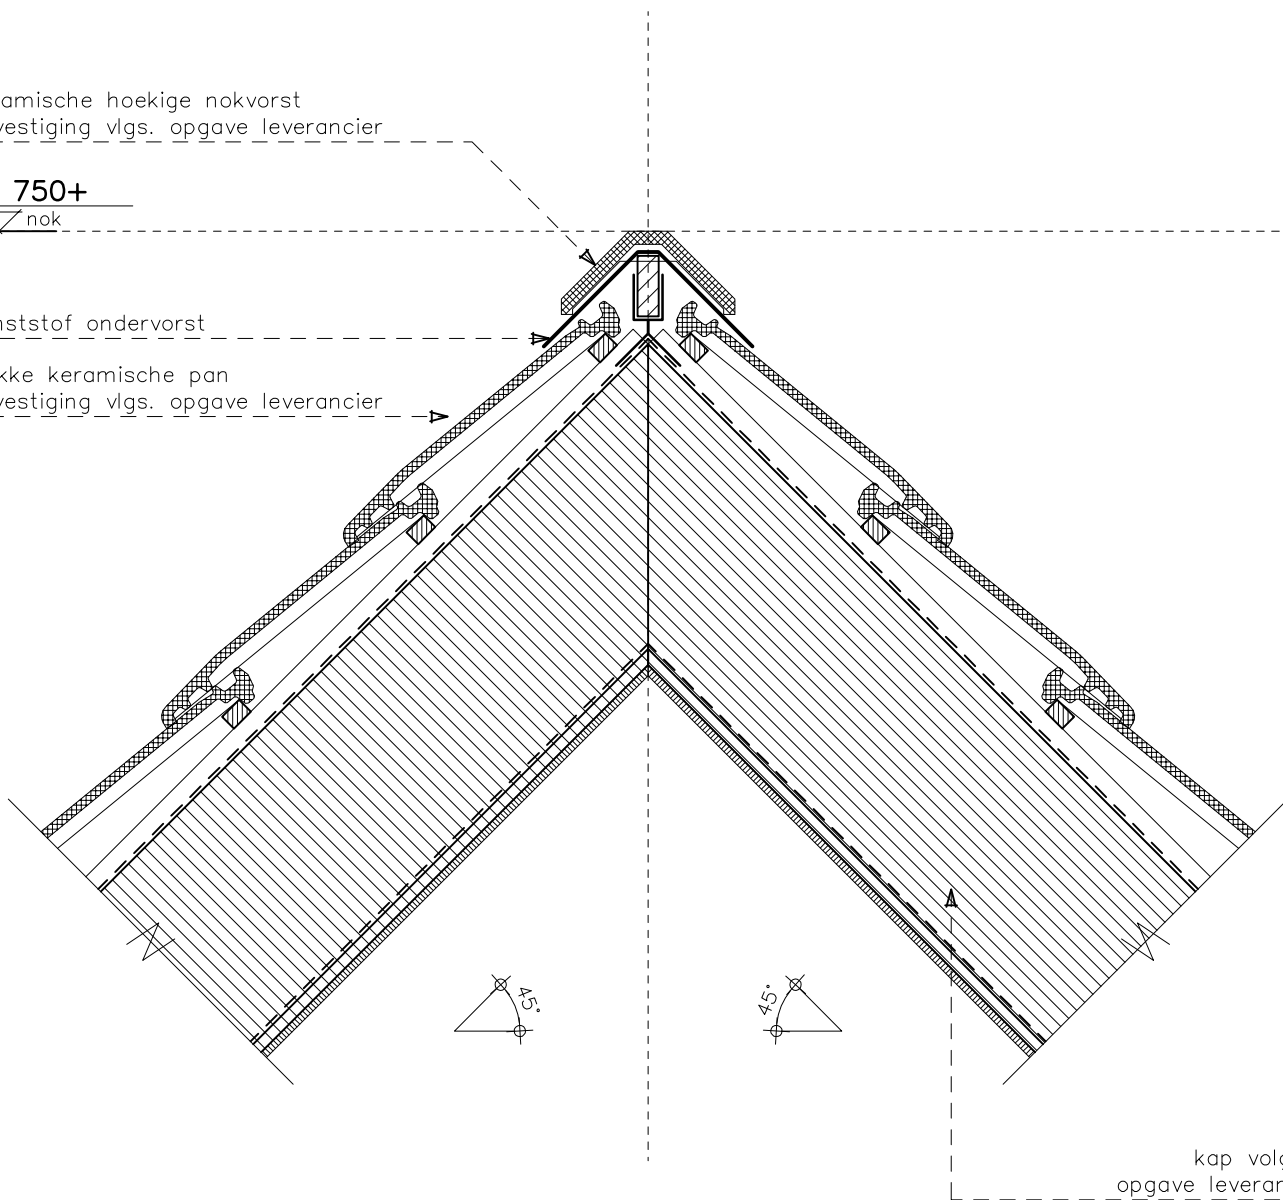 amische hoekige nokvorst
vestiging vlgs. opgave leverancier
750+
nok
nststof ondervorst
kke keramische pan
vestiging vlgs. opgave leverancier
45°
45°
kap volg
opgave leveran